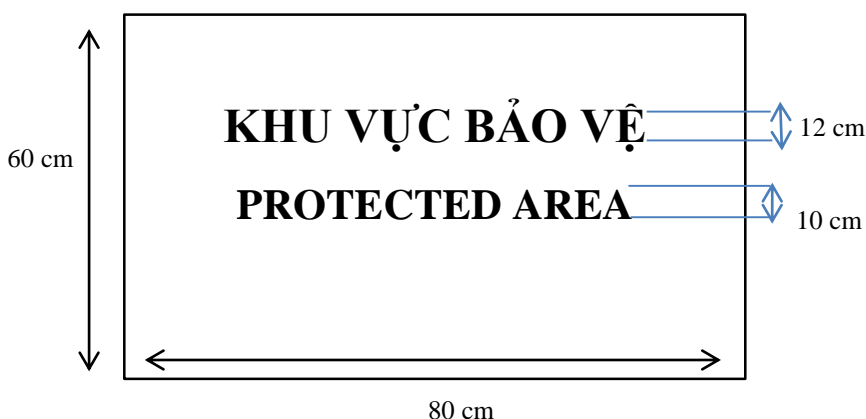 KHU VỰC BẢO VỆ
12 cm
60 cm
PROTECTED AREA
10 cm
80 cm